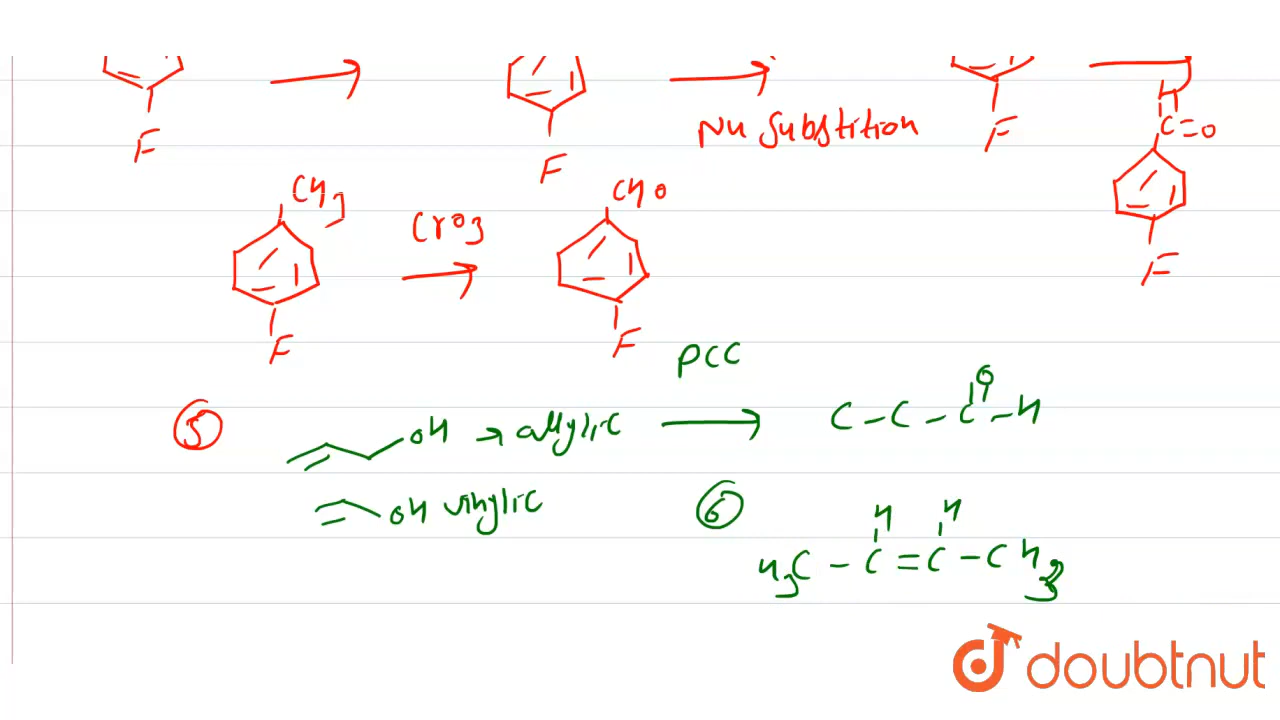 F
F
Nu Substition
F
H
C=O
F
CH3
CrO3
CHO
F
F
PCC
5
OH → allylic
C-C-C-H
O
OH vinylic
6
H H
H3C-C=C-CH3
doubtnut